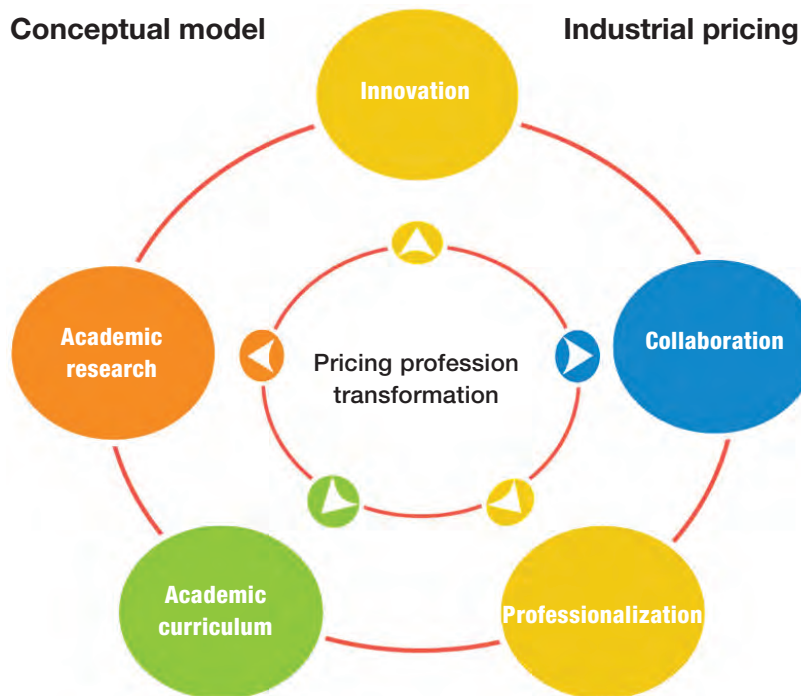 Conceptual model
Industrial pricing
Innovation
Academic
research
Collaboration
Pricing profession
transformation
Academic
curriculum
Professionalization